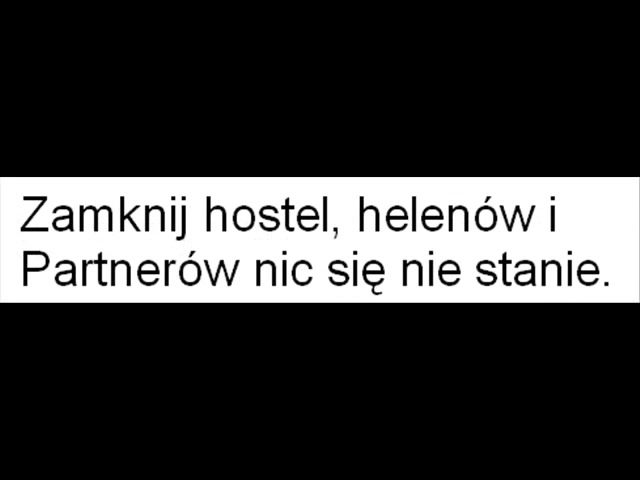 Zamknij hostel, helenów i
Partnerów nic się nie stanie.